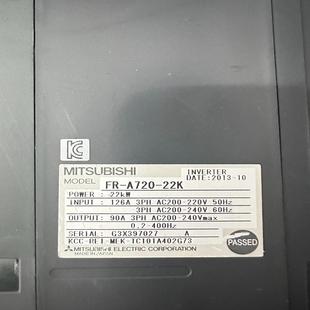 KC
MITSUBISHI
INVERTER
MODEL FR-A720-22K DATE:2013-10
POWER :22kW
INPUT :126A 3PH AC200-220V 50Hz
3PH AC200-240V 60Hz
OUTPUT: 90A 3PH AC200-240Vmax
0.2-400Hz
SERIAL :G3X397027 A
KCC-REI-MEK-TC101A402G73
MITSUBISHI ELECTRIC CORPORATION
MADE IN JAPAN
PASSED